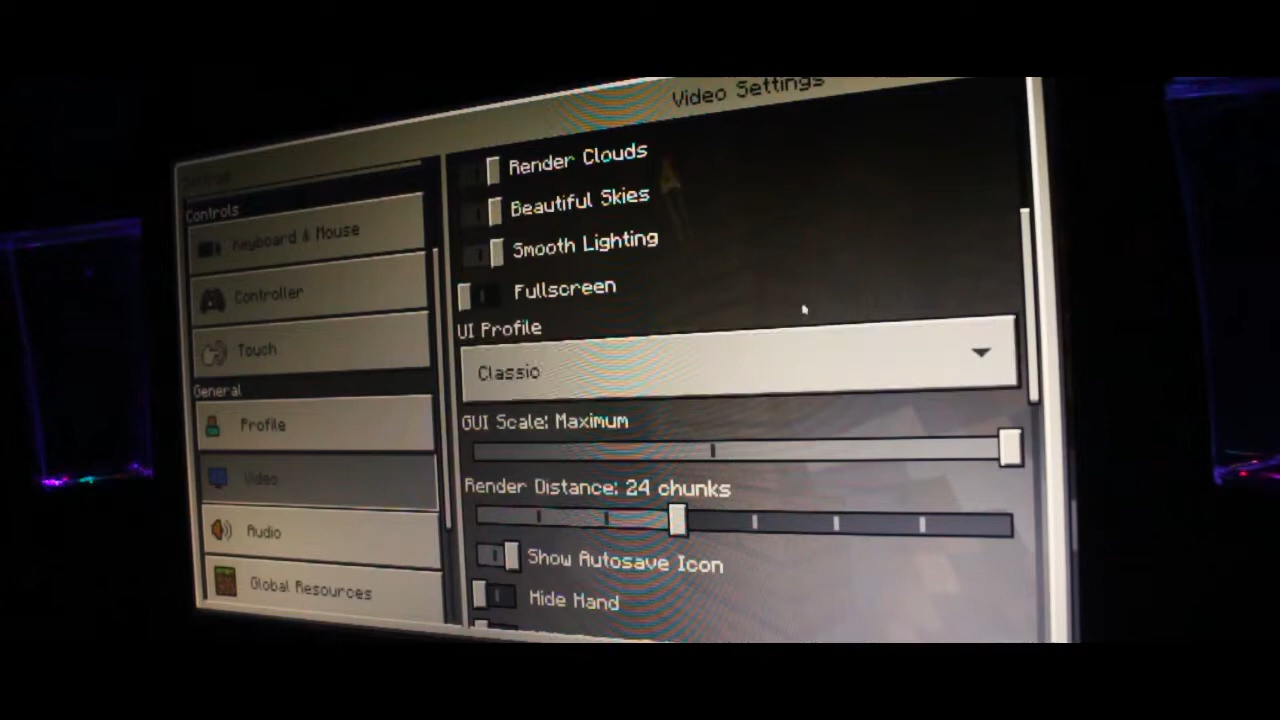 Video Settings
Controls
Keyboard & Mouse
Controller
Touch
General
Profile
Video
Audio
Global Resources
Render Clouds
Beautiful Skies
Smooth Lighting
Fullscreen
UI Profile
Classic
GUI Scale: Maximum
Render Distance: 24 chunks
Show Autosave Icon
Hide Hand